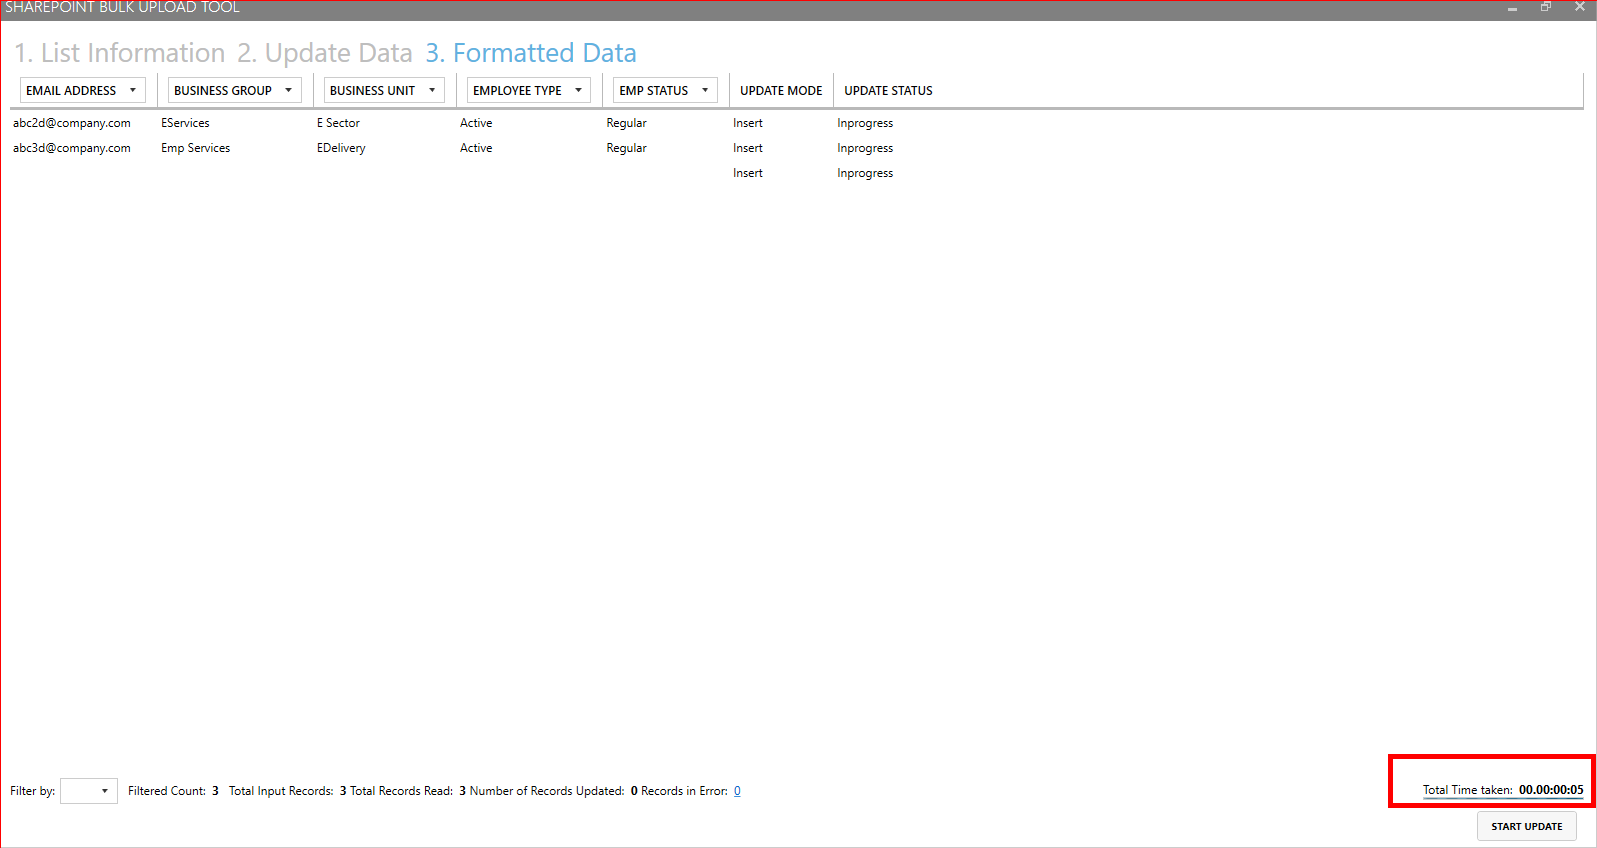 SHAREPOINT BULK UPLOAD TOOL
1. List Information 2. Update Data 3. Formatted Data
EMAIL ADDRESS BUSINESS GROUP BUSINESS UNIT EMPLOYEE TYPE EMP STATUS UPDATE MODE UPDATE STATUS
abc2d@company.com EServices E Sector Active Regular Insert Inprogress
abc3d@company.com Emp Services EDelivery Active Regular Insert Inprogress
Insert Inprogress
Filter by: Filtered Count: 3 Total Input Records: 3 Total Records Read: 3 Number of Records Updated: 0 Records in Error: 0 Total Time taken: 00.00:00:05
START UPDATE